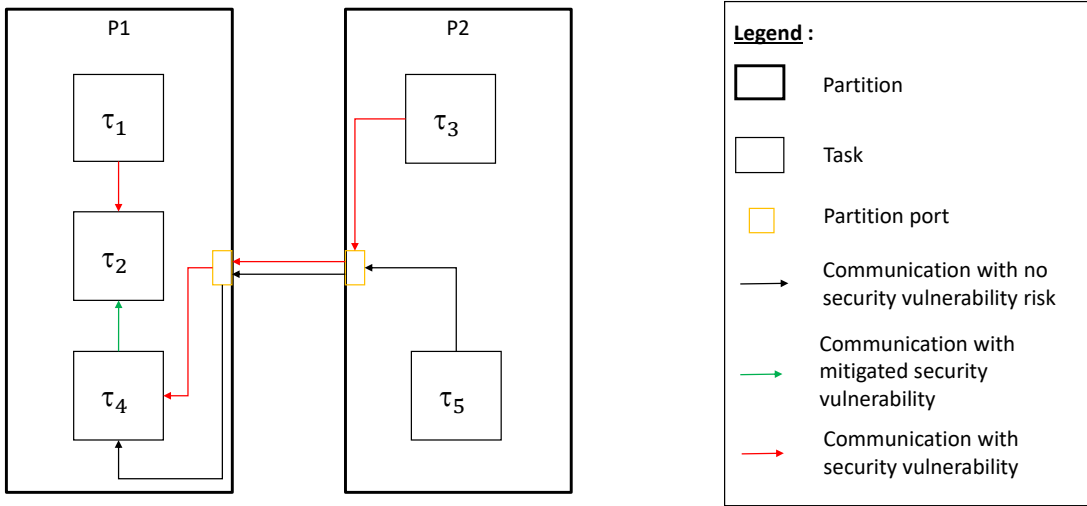 P1
P2
τ1
τ2
τ4
τ3
τ5
Legend :
Partition
Task
Partition port
Communication with no
security vulnerability risk
Communication with
mitigated security
vulnerability
Communication with
security vulnerability